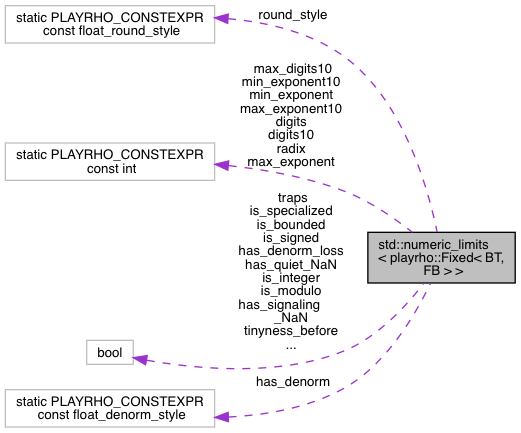 static PLAYRHO_CONSTEXPR
const float_round_style
round_style
max_digits10
min_exponent10
min_exponent
max_exponent10
digits
digits10
radix
max_exponent
static PLAYRHO_CONSTEXPR
const int
traps
is_specialized
is_bounded
is_signed
has_denorm_loss
has_quiet_NaN
is_integer
is_modulo
has_signaling
_NaN
tinyness_before
...
std::numeric_limits
< playrho::Fixed< BT,
FB > >
bool
has_denorm
static PLAYRHO_CONSTEXPR
const float_denorm_style